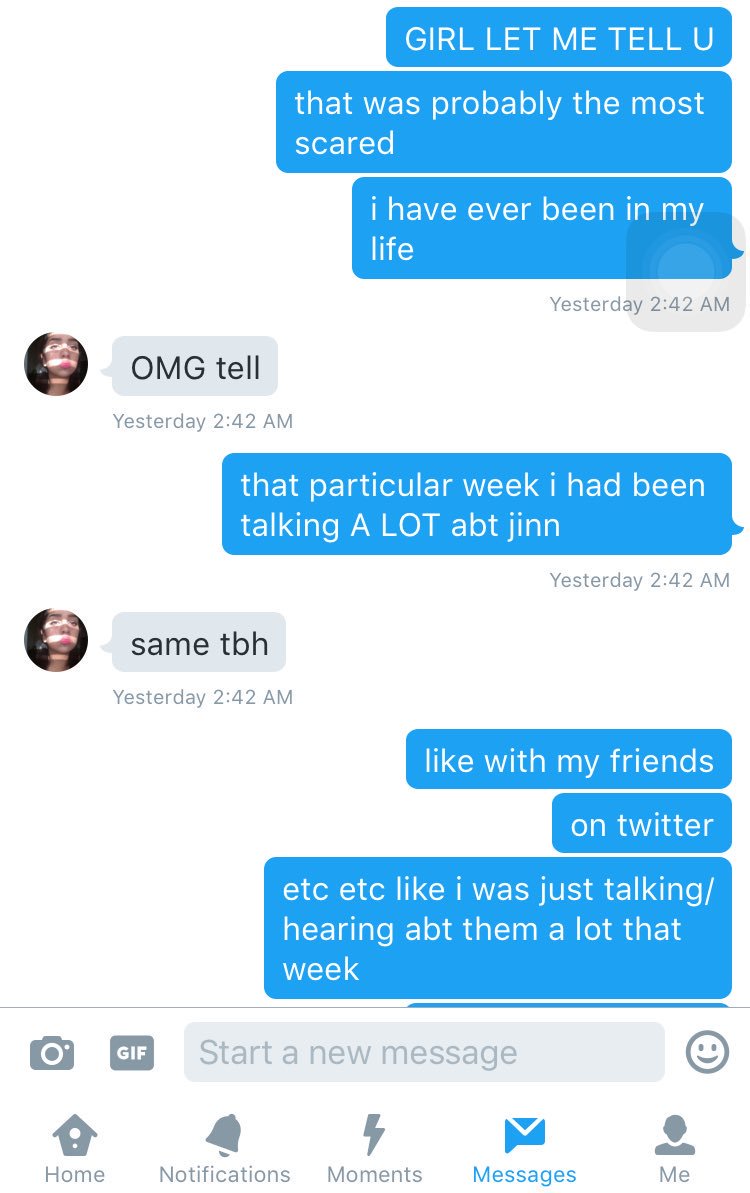 GIRL LET ME TELL U
that was probably the most
scared
i have ever been in my
life
Yesterday 2:42 AM
OMG tell
Yesterday 2:42 AM
that particular week i had been
talking A LOT abt jinn
Yesterday 2:42 AM
same tbh
Yesterday 2:42 AM
like with my friends
on twitter
etc etc like i was just talking/
hearing abt them a lot that
week
GIF
Start a new message
Home
Notifications
Moments
Messages
Me